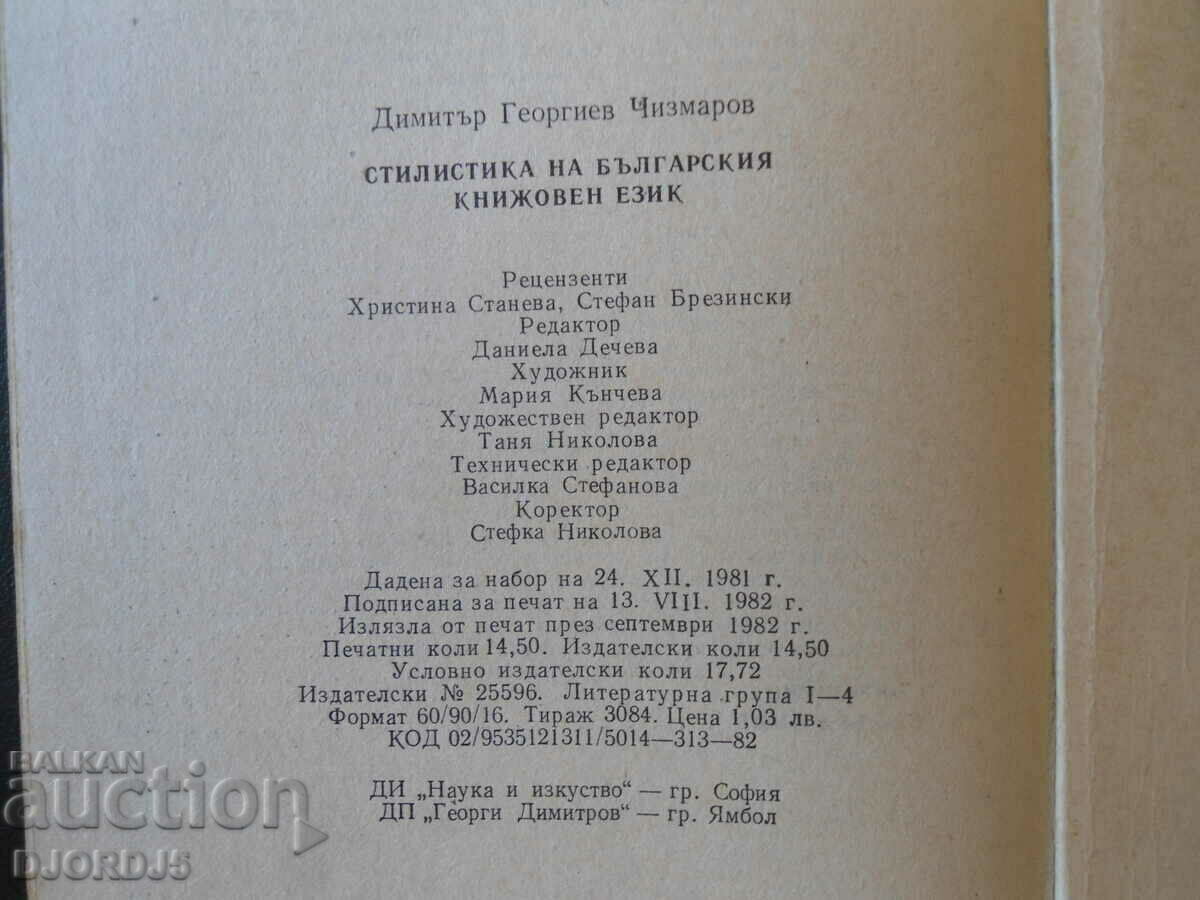 Димитър Георгиев Чизмаров
СТИЛИСТИКА НА БЪЛГАРСКИЯ
КНИЖОВЕН ЕЗИК
Рецензенти
Христина Станева, Стефан Брезински
Редактор
Даниела Дечева
Художник
Мария Кънчева
Художествен редактор
Таня Николова
Технически редактор
Василка Стефанова
Коректор
Стефка Николова
Дадена за набор на 24. XII. 1981 г.
Подписана за печат на 13. VIII. 1982 г.
Излязла от печат през септември 1982 г.
Печатни коли 14,50. Издателски коли 14,50
Условно издателски коли 17,72
Издателски № 25596. Литературна група I—4
Формат 60/90/16. Тираж 3084. Цена 1,03 лв.
КОД 02/9535121311/5014—313—82
ДИ „Наука и изкуство“ — гр. София
ДП „Георги Димитров“ — гр. Ямбол
BALKAN
auction
DJORDJ5